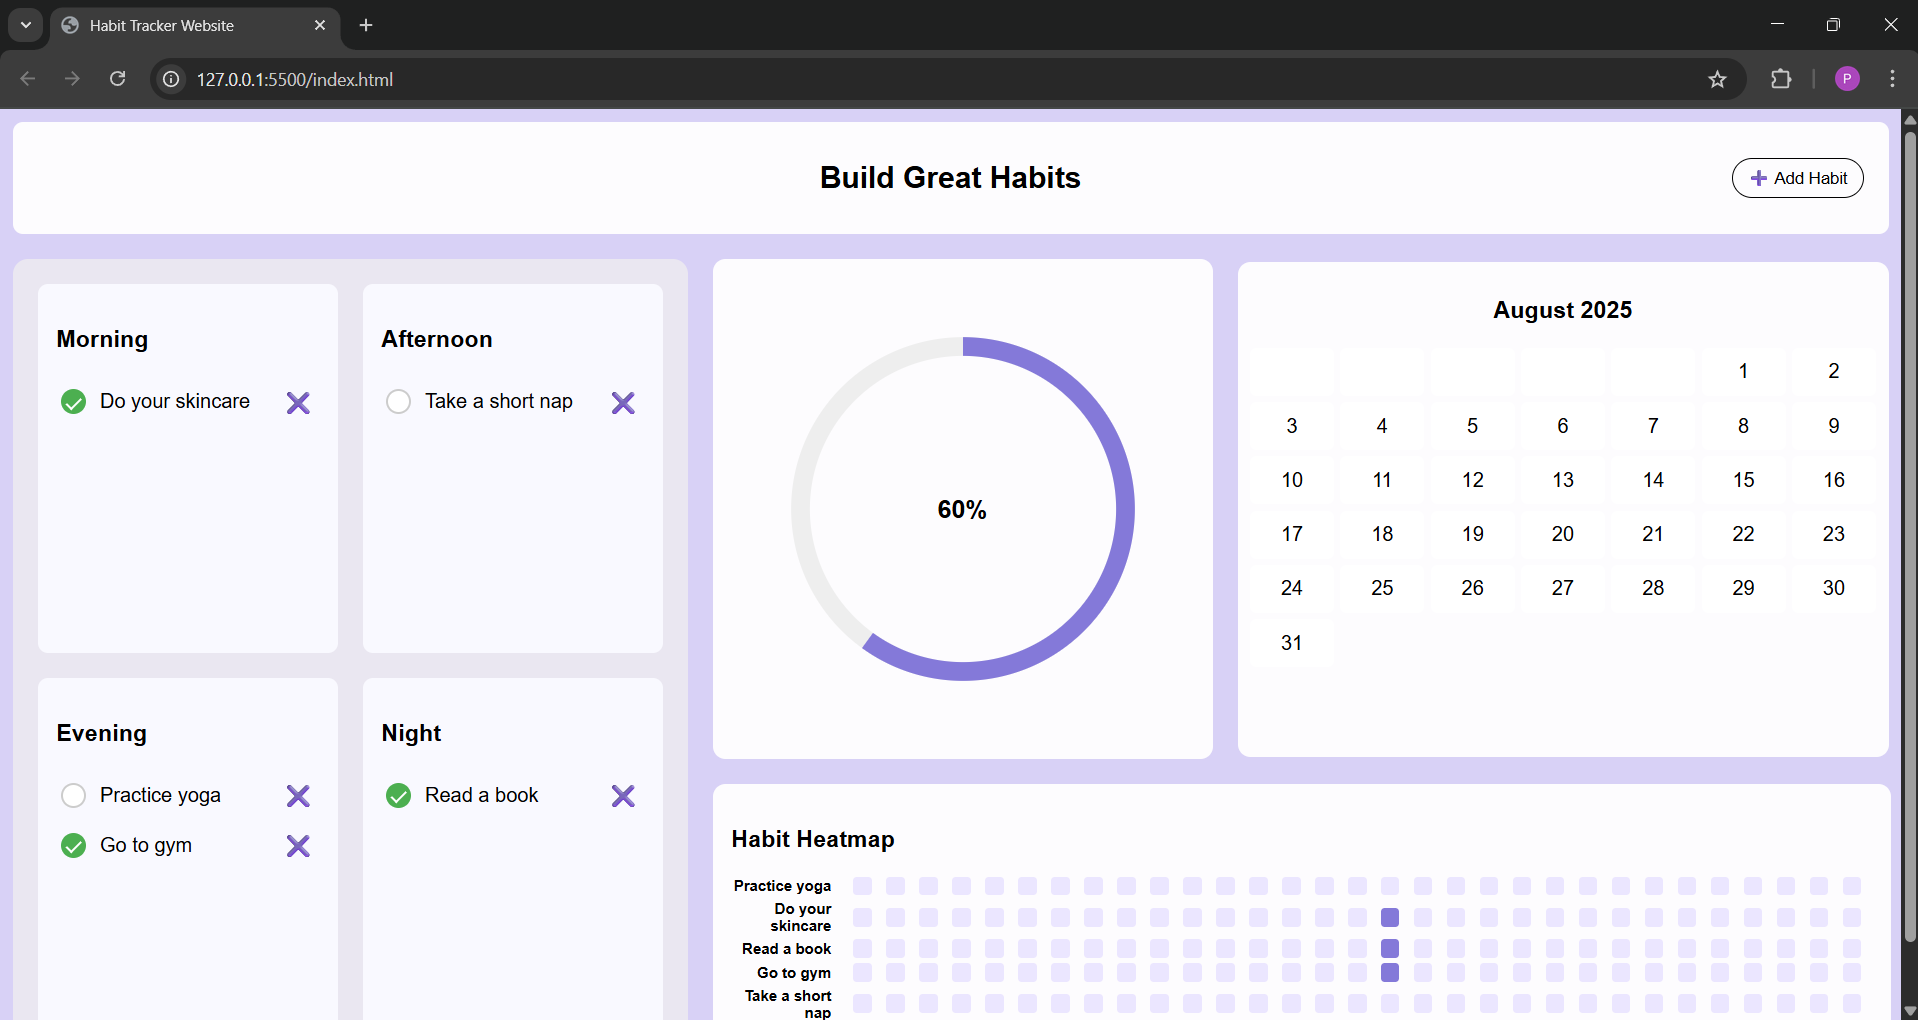 Habit Tracker Website
127.0.0.1:5500/index.html
P
Build Great Habits
Add Habit
Morning
Do your skincare
Afternoon
Take a short nap
Evening
Practice yoga
Go to gym
Night
Read a book
60%
August 2025
1 2
3 4 5 6 7 8 9
10 11 12 13 14 15 16
17 18 19 20 21 22 23
24 25 26 27 28 29 30
31
Habit Heatmap
Practice yoga
Do your
skincare
Read a book
Go to gym
Take a short
nap